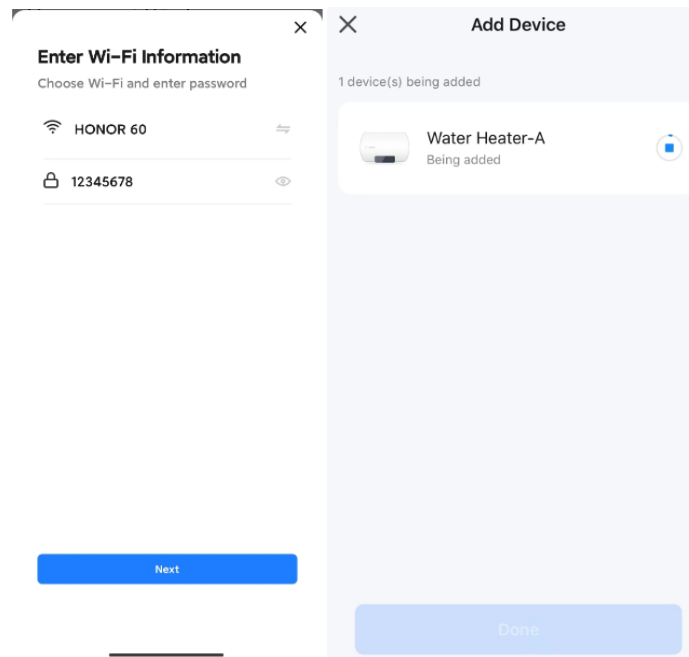 Enter Wi-Fi Information
Choose Wi-Fi and enter password
HONOR 60
12345678
Next
Add Device
1 device(s) being added
Water Heater-A
Being added
Done